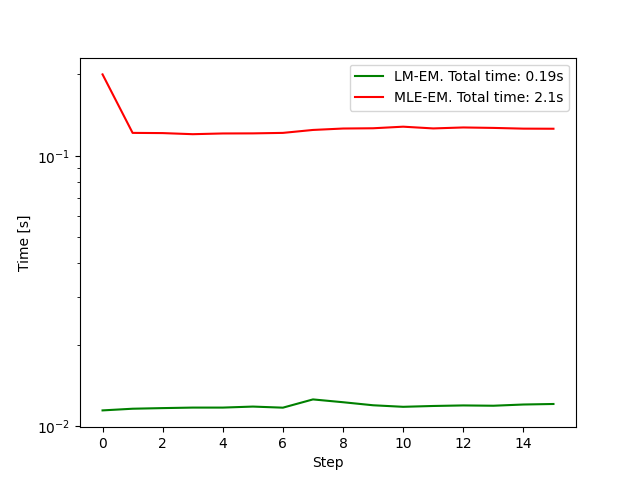 LM-EM. Total time: 0.19s
MLE-EM. Total time: 2.1s
Time [s]
10⁻¹
10⁻²
0 2 4 6 8 10 12 14
Step